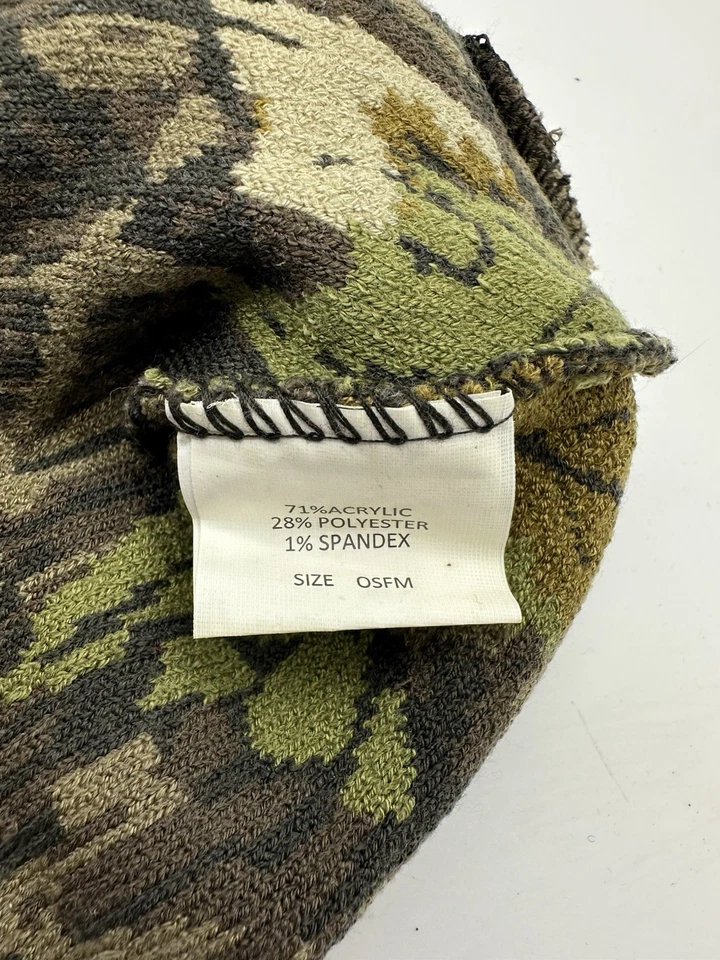 71%ACRYLIC
28% POLYESTER
1% SPANDEX
SIZE OSFM